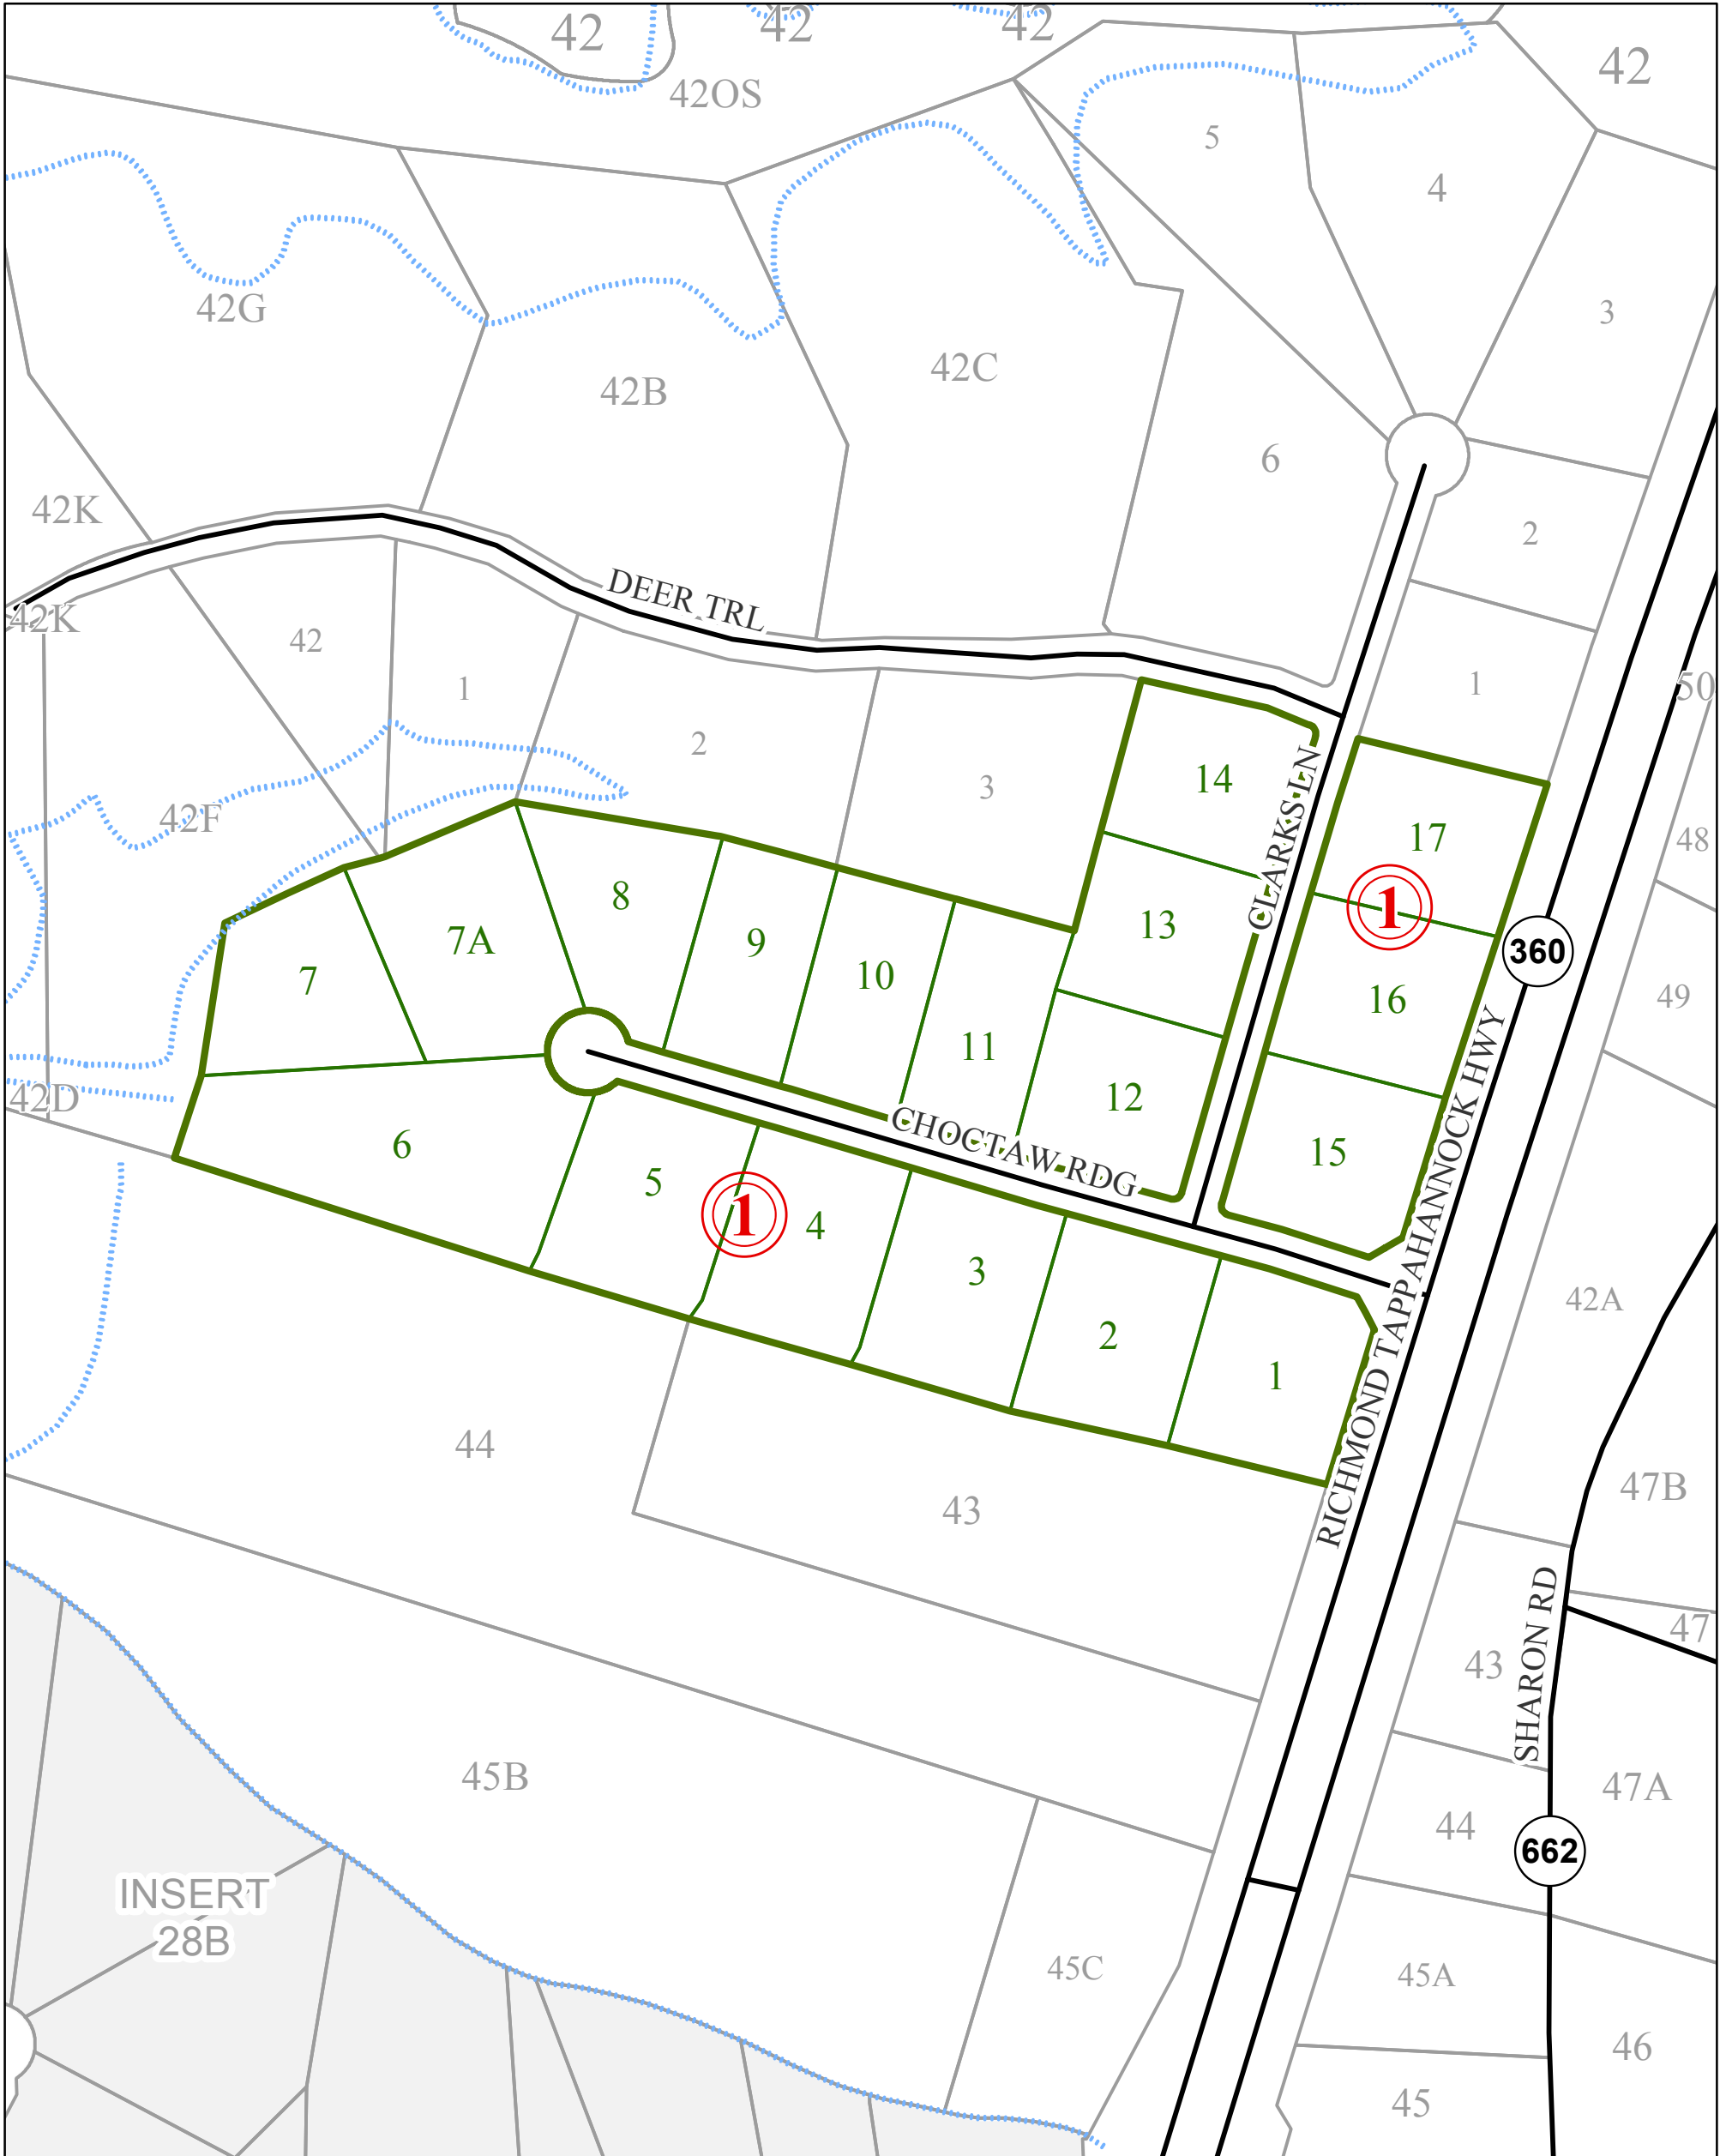 42
42
42
42
42OS
5
4
42G
3
42C
42B
6
42K
2
DEER TRL
42K
42
1
1
50
2
14
3
CLARKS LN
42F
17
48
8
1
13
7A
9
360
10
7
49
16
11
42D
12
CHOCTAW RDG
6
15
5
1
4
RICHMOND TAPPAHANNOCK HWY
3
42A
2
1
44
47B
43
47
SHARON RD
43
45B
47A
44
662
INSERT
28B
45C
45A
46
45